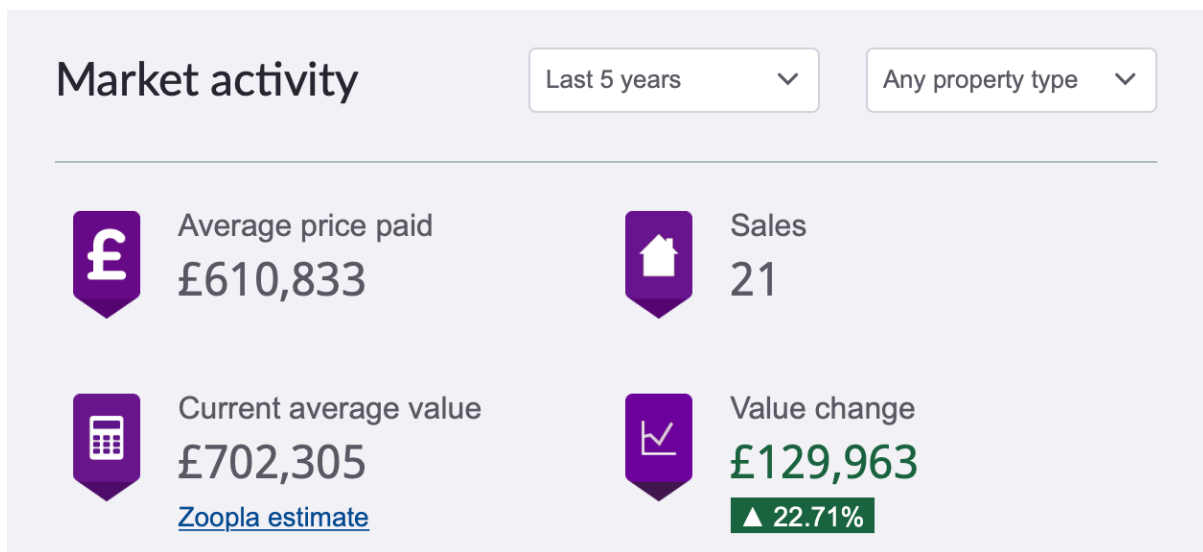 Market activity
Last 5 years
Any property type
£
Average price paid
£610,833
Sales
21
Current average value
£702,305
Zoopla estimate
Value change
£129,963
▲ 22.71%